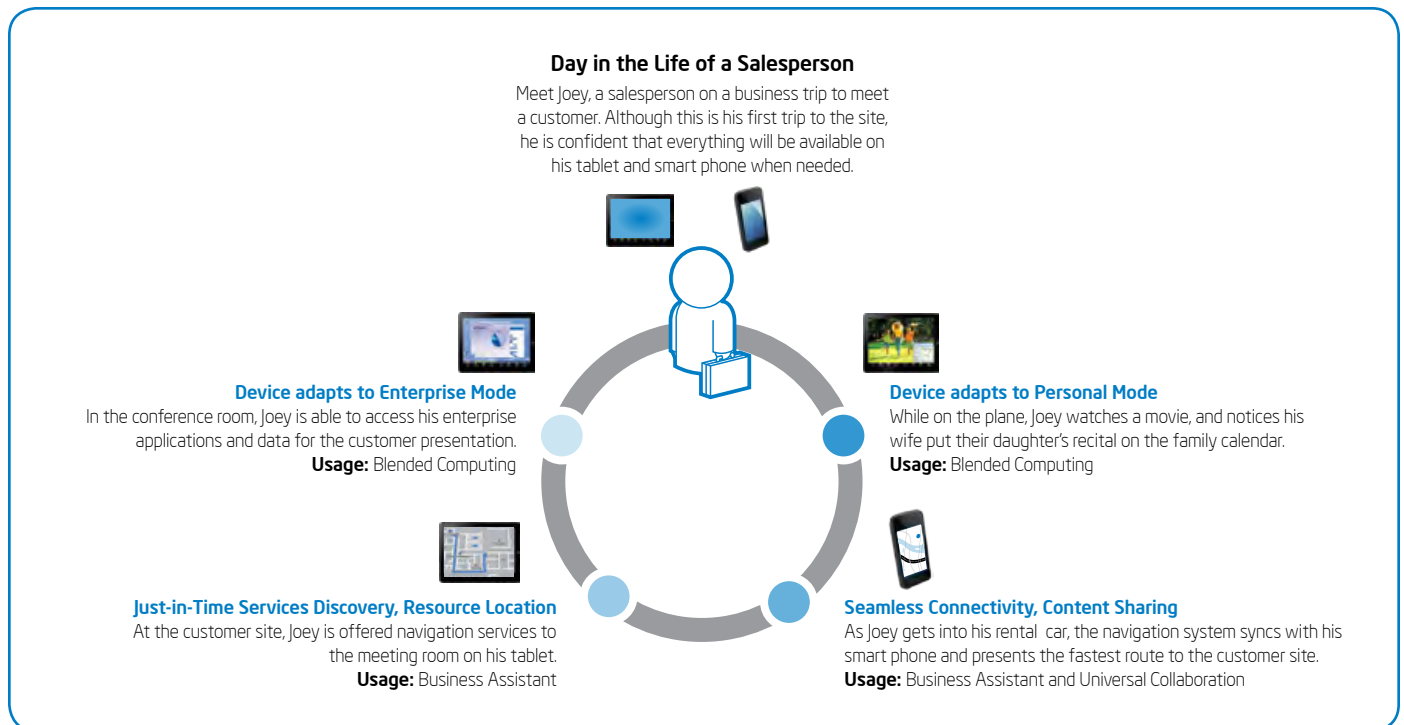 Day in the Life of a Salesperson
Meet Joey, a salesperson on a business trip to meet
a customer. Although this is his first trip to the site,
he is confident that everything will be available on
his tablet and smart phone when needed.
Device adapts to Enterprise Mode
In the conference room, Joey is able to access his enterprise
applications and data for the customer presentation.
Usage: Blended Computing
Device adapts to Personal Mode
While on the plane, Joey watches a movie, and notices his
wife put their daughter's recital on the family calendar.
Usage: Blended Computing
Just-in-Time Services Discovery, Resource Location
At the customer site, Joey is offered navigation services to
the meeting room on his tablet.
Usage: Business Assistant
Seamless Connectivity, Content Sharing
As Joey gets into his rental car, the navigation system syncs with his
smart phone and presents the fastest route to the customer site.
Usage: Business Assistant and Universal Collaboration